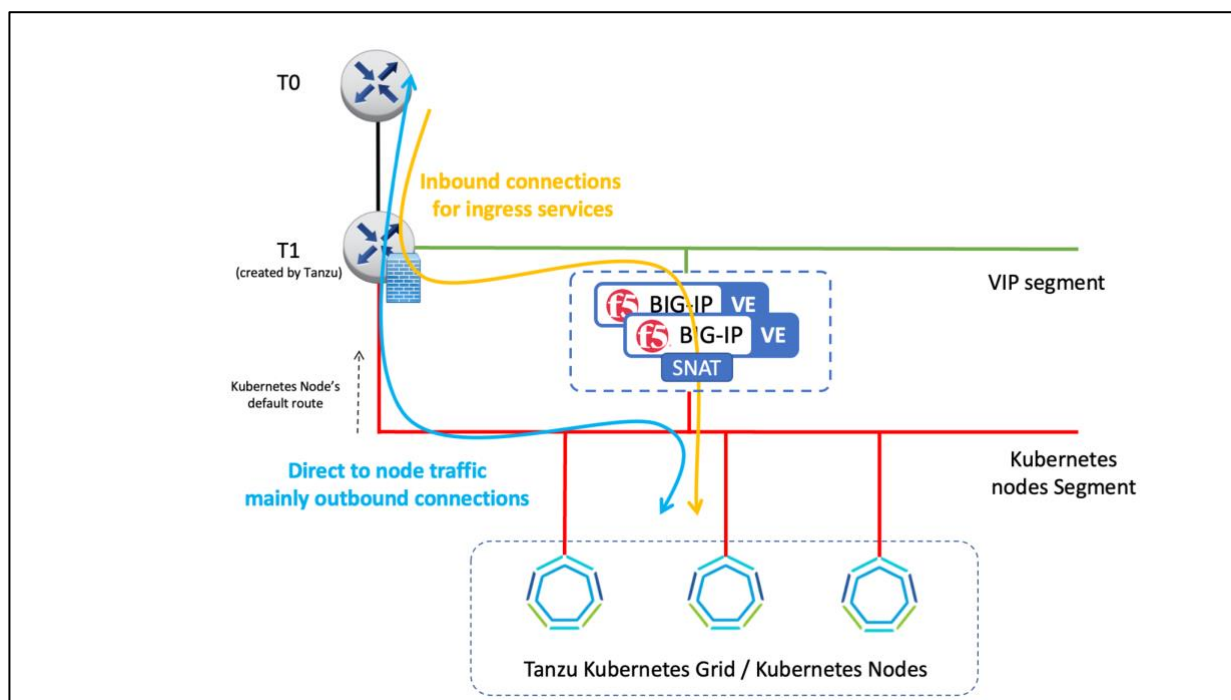 T0
Inbound connections
for ingress services
T1
(created by Tanzu)
VIP segment
f5 BIG-IP VE
f5 BIG-IP VE
SNAT
Kubernetes Node's
default route
Direct to node traffic
mainly outbound connections
Kubernetes
nodes Segment
Tanzu Kubernetes Grid / Kubernetes Nodes